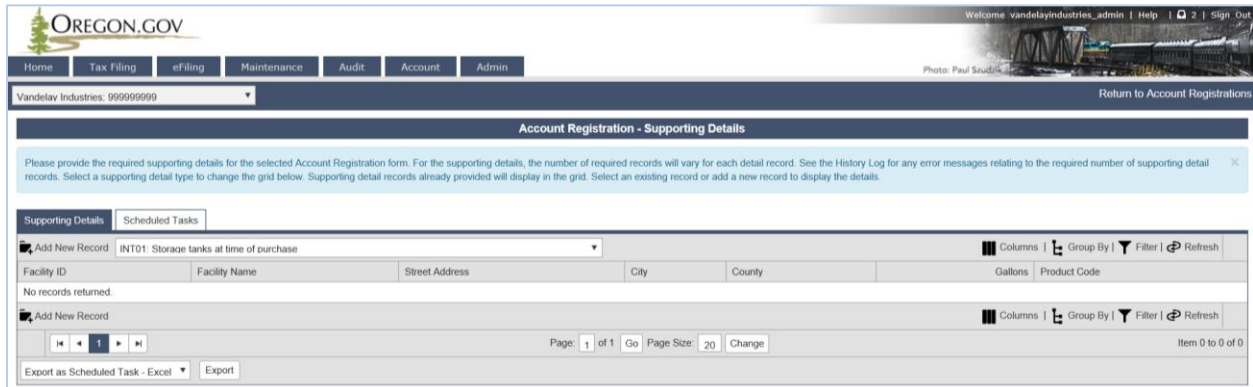 OREGON.GOV
Welcome vandelayindustries_admin | Help | 2 | Sign Out
Home Tax Filing eFiling Maintenance Audit Account Admin
Photo: Paul
Vandelay Industries: 999999999
Return to Account Registrations
Account Registration - Supporting Details
Please provide the required supporting details for the selected Account Registration form. For the supporting details, the number of required records will vary for each detail record. See the History Log for any error messages relating to the required number of supporting detail
records. Select a supporting detail type to change the grid below. Supporting detail records already provided will display in the grid. Select an existing record or add a new record to display the details.
Supporting Details Scheduled Tasks
Add New Record INT01: Storage tanks at time of purchase Columns | Group By | Filter | Refresh
Facility ID Facility Name Street Address City County Gallons Product Code
No records returned.
Add New Record Columns | Group By | Filter | Refresh
1 Page: 1 of 1 Go Page Size: 20 Change Item 0 to 0 of 0
Export as Scheduled Task - Excel Export